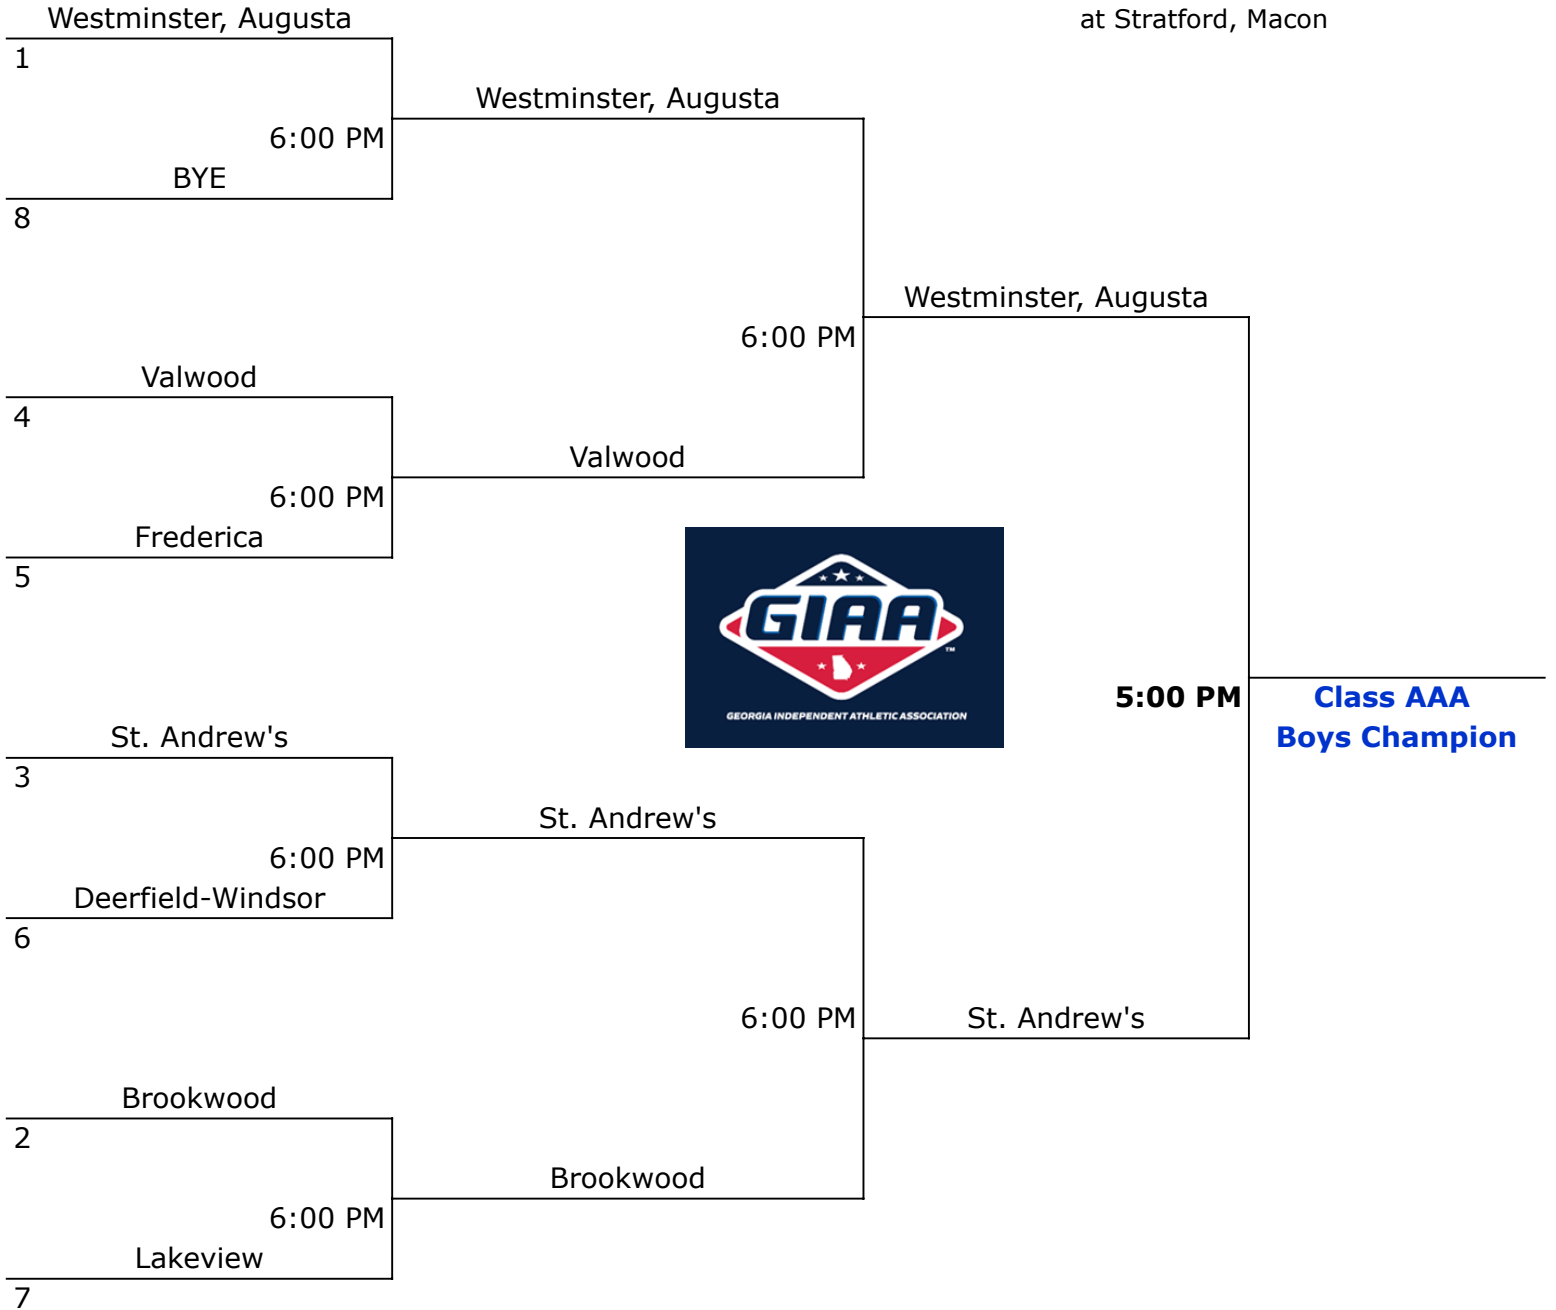 Westminster, Augusta
at Stratford, Macon
1
Westminster, Augusta
6:00 PM
BYE
8
Westminster, Augusta
6:00 PM
Valwood
4
Valwood
6:00 PM
Frederica
5
GIAA
TM
GEORGIA INDEPENDENT ATHLETIC ASSOCIATION
5:00 PM
Class AAA
Boys Champion
St. Andrew's
3
St. Andrew's
6:00 PM
Deerfield-Windsor
6
6:00 PM
St. Andrew's
Brookwood
2
Brookwood
6:00 PM
Lakeview
7